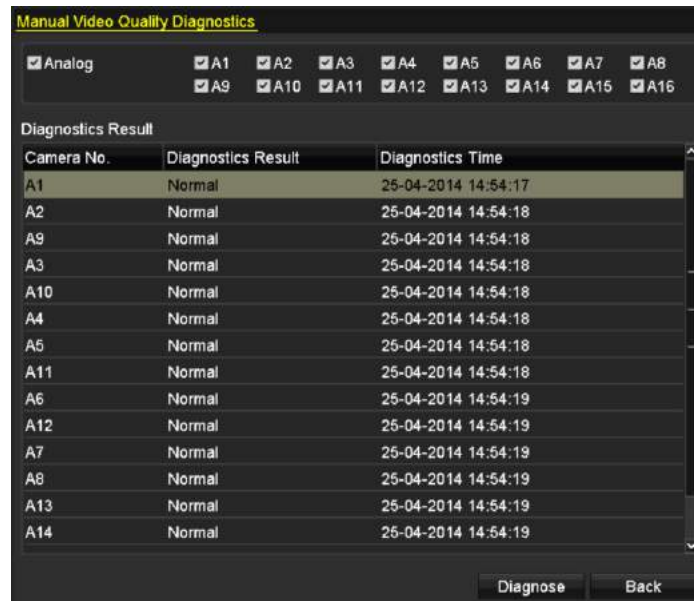 Manual Video Quality Diagnostics
Analog A1 A2 A3 A4 A5 A6 A7 A8
A9 A10 A11 A12 A13 A14 A15 A16
Diagnostics Result
Camera No. Diagnostics Result Diagnostics Time
A1 Normal 25-04-2014 14:54:17
A2 Normal 25-04-2014 14:54:18
A9 Normal 25-04-2014 14:54:18
A3 Normal 25-04-2014 14:54:18
A10 Normal 25-04-2014 14:54:18
A4 Normal 25-04-2014 14:54:18
A5 Normal 25-04-2014 14:54:18
A11 Normal 25-04-2014 14:54:18
A6 Normal 25-04-2014 14:54:19
A12 Normal 25-04-2014 14:54:19
A7 Normal 25-04-2014 14:54:19
A8 Normal 25-04-2014 14:54:19
A13 Normal 25-04-2014 14:54:19
A14 Normal 25-04-2014 14:54:19
Diagnose Back